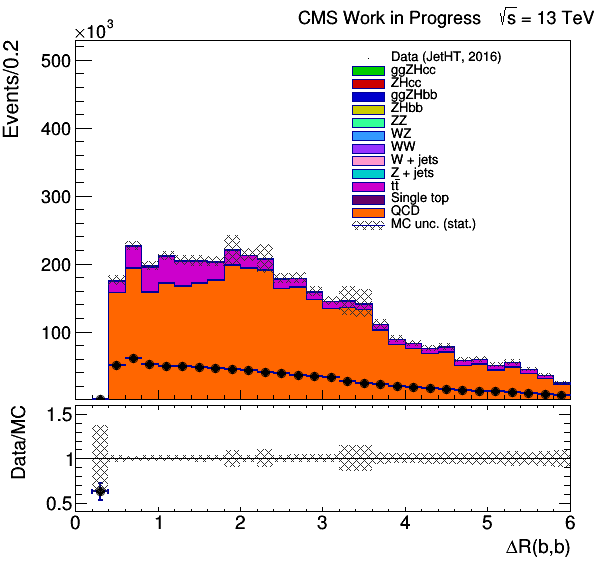 CMS Work in Progress √s = 13 TeV
×10³
Events/0.2
500
400
300
200
100
Data (JetHT, 2016)
ggZHcc
ZHcc
ggZHbb
ZHbb
ZZ
WZ
WW
W + jets
Z + jets
tt̄
Single top
QCD
MC unc. (stat.)
Data/MC
1.5
1
0.5
0 1 2 3 4 5 6
ΔR(b,b)